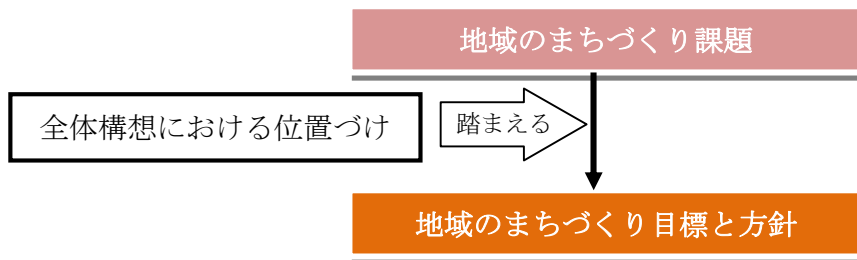 地域のまちづくり課題
全体構想における位置づけ
踏まえる
地域のまちづくり目標と方針